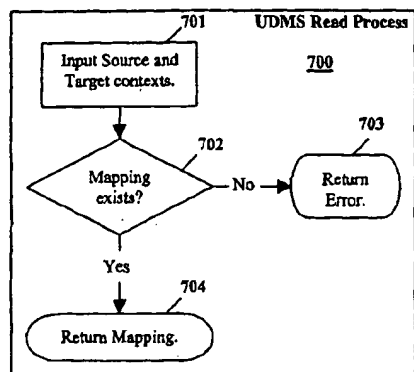 701
UDMS Read Process
700
Input Source and
Target contexts.
702
703
Mapping
exists?
No
Return
Error.
Yes
704
Return Mapping.